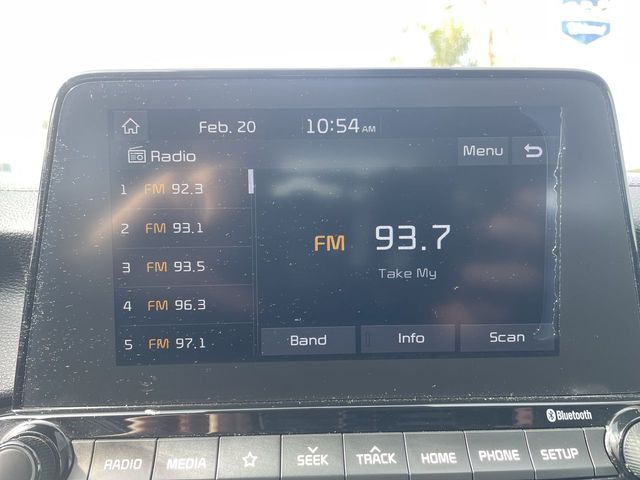 Feb. 20 10:54 AM
Radio Menu
1 FM 92.3
2 FM 93.1
3 FM 93.5
4 FM 96.3
5 FM 97.1
FM 93.7
Take My
Band Info Scan
Bluetooth
RADIO MEDIA SEEK TRACK HOME PHONE SETUP